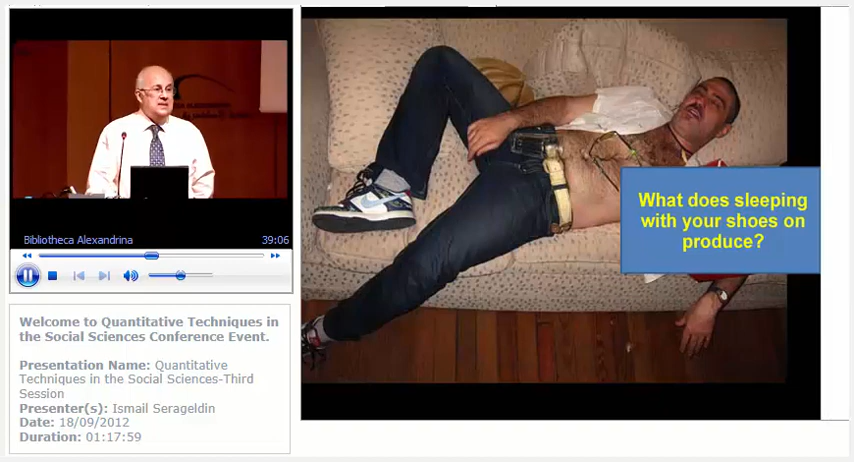 Bibliotheca Alexandrina
39:06
Welcome to Quantitative Techniques in
the Social Sciences Conference Event.
Presentation Name: Quantitative
Techniques in the Social Sciences-Third
Session
Presenter(s): Ismail Serageldin
Date: 18/09/2012
Duration: 01:17:59
What does sleeping
with your shoes on
produce?